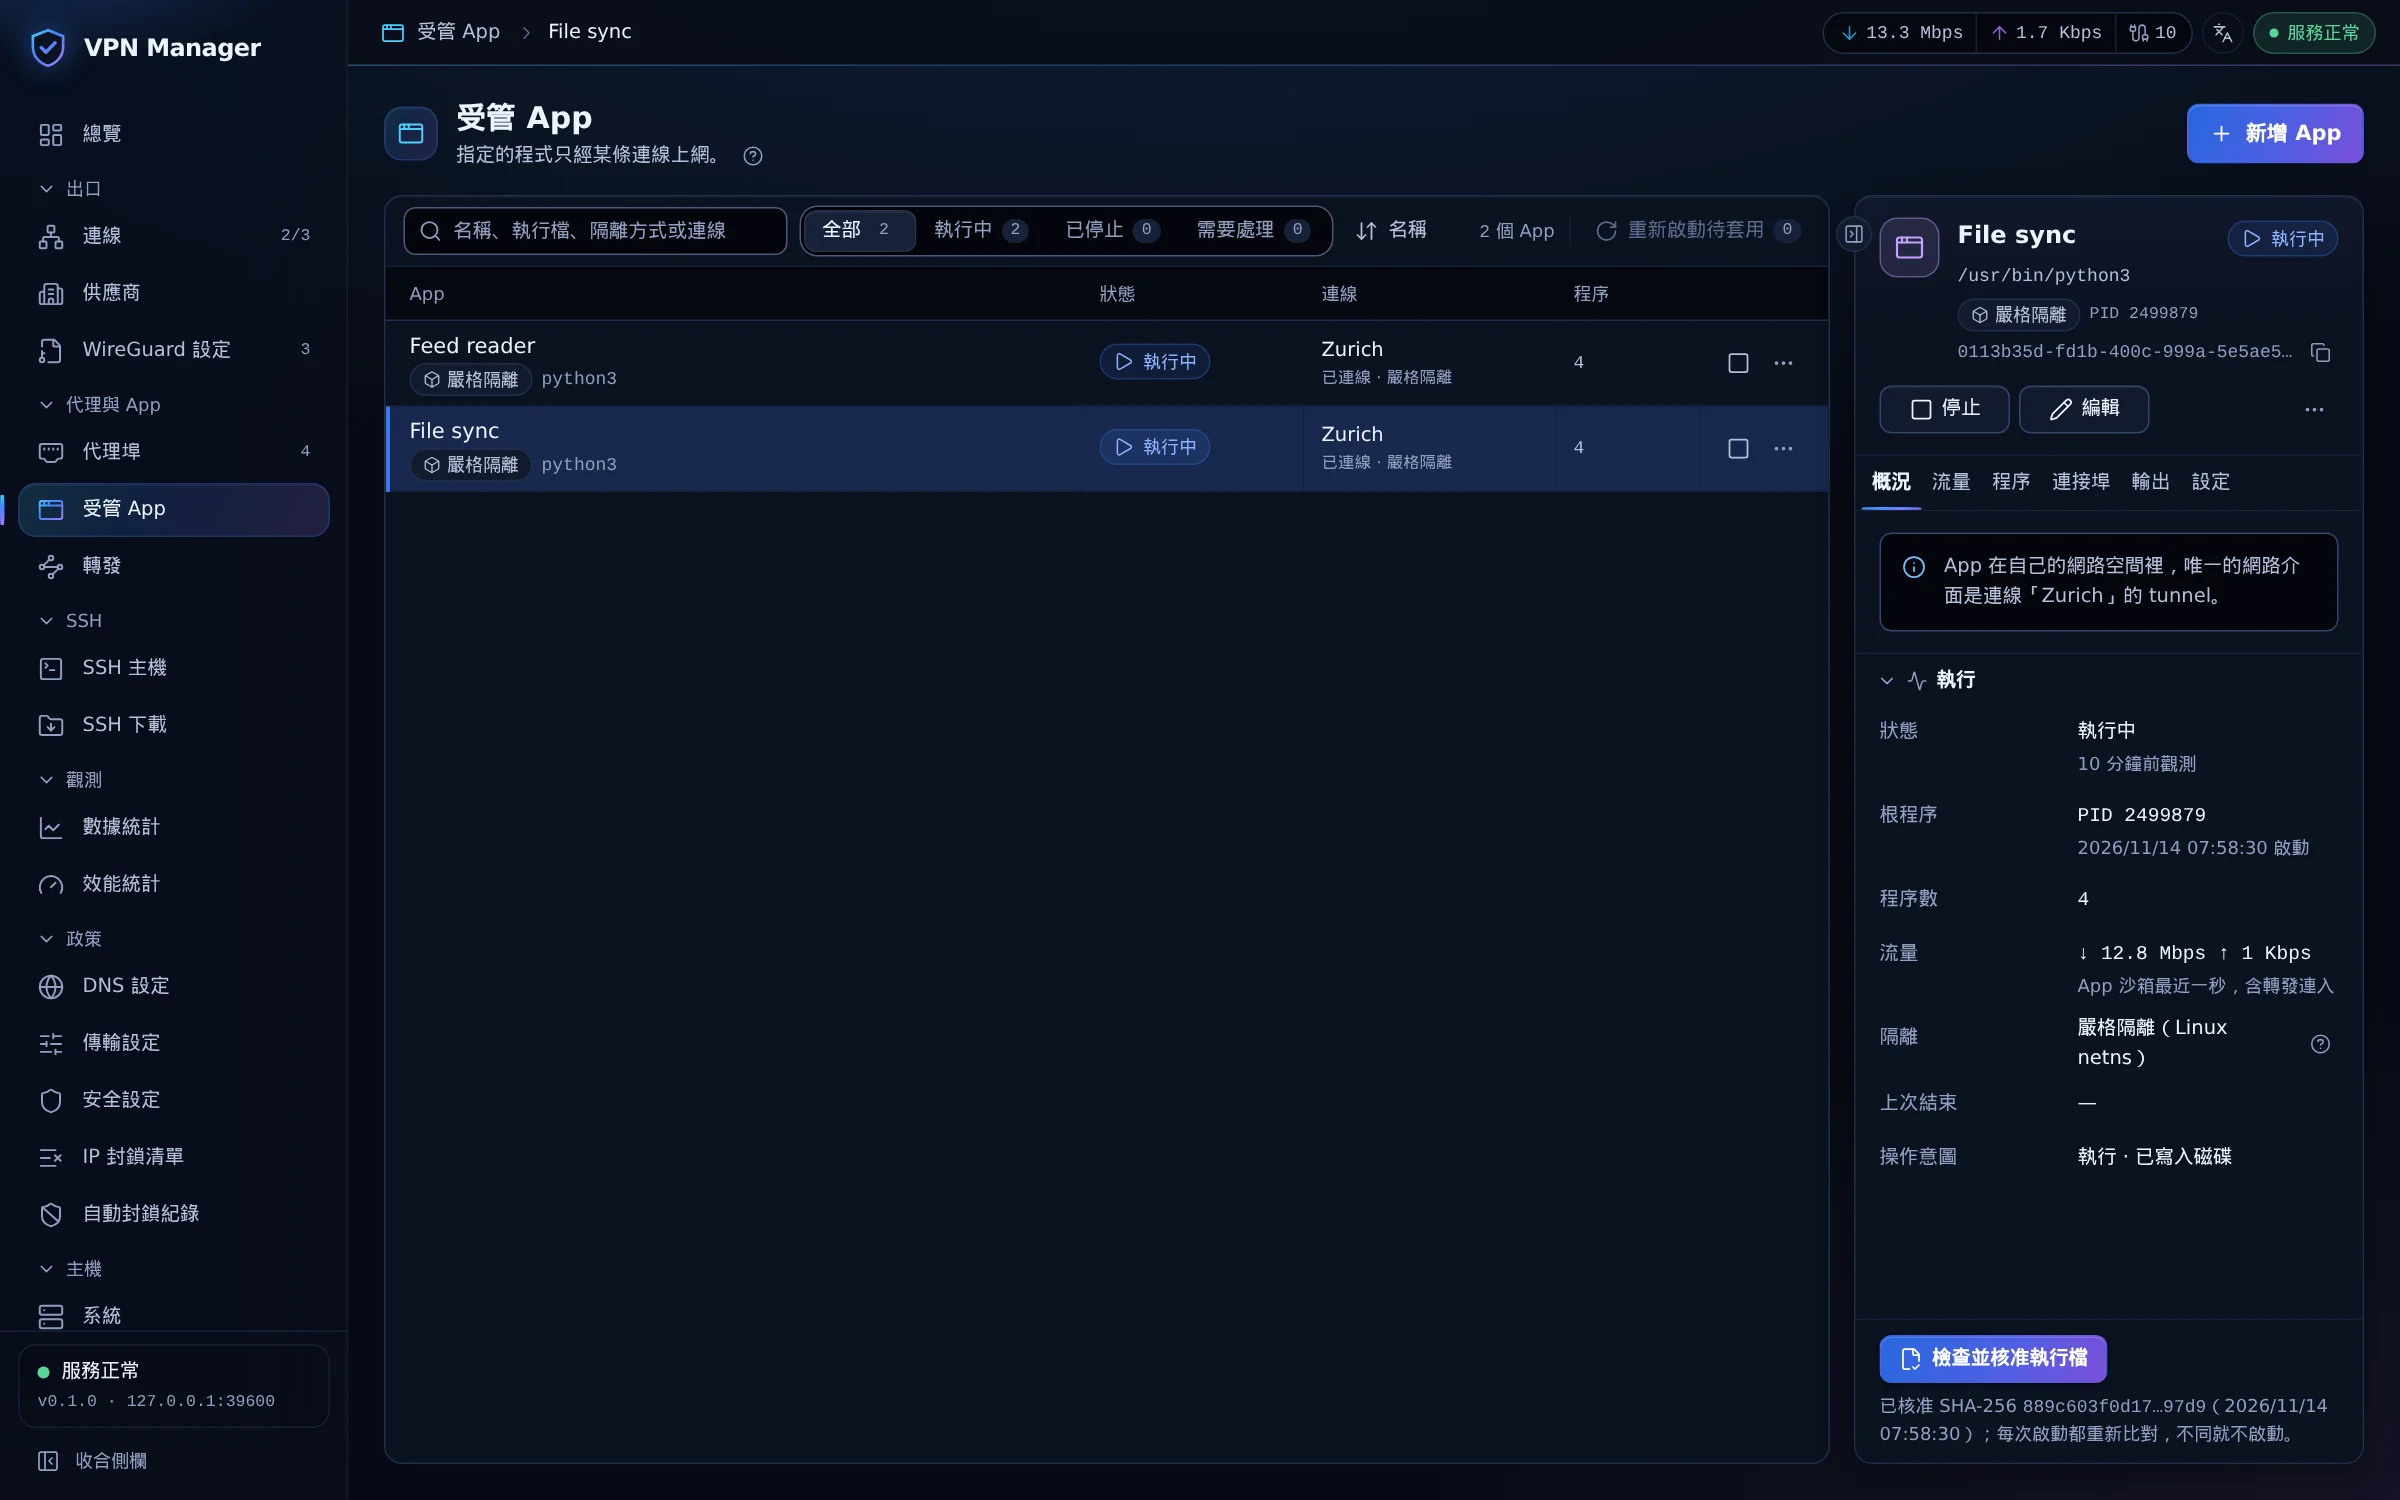 VPN Manager
總覽
出口
連線 2/3
供應商
WireGuard 設定 3
代理與 App
代理埠 4
受管 App
轉發
SSH
SSH 主機
SSH 下載
觀測
數據統計
效能統計
政策
DNS 設定
傳輸設定
安全設定
IP 封鎖清單
自動封鎖紀錄
主機
系統
服務正常
v0.1.0 · 127.0.0.1:39600
收合側欄
受管 App > File sync
13.3 Mbps 1.7 Kbps 10 服務正常
受管 App
指定的程式只經某條連線上網。
新增 App
名稱、執行檔、隔離方式或連線 全部 2 執行中 2 已停止 0 需要處理 0 名稱 2 個 App 重新啟動待套用 0
App 狀態 連線 程序
Feed reader
嚴格隔離 python3
執行中
Zurich
已連線 · 嚴格隔離
4
File sync
嚴格隔離 python3
執行中
Zurich
已連線 · 嚴格隔離
4
File sync 執行中
/usr/bin/python3
嚴格隔離 PID 2499879
0113b35d-fd1b-400c-999a-5e5ae5…
停止 編輯
概況 流量 程序 連接埠 輸出 設定
App 在自己的網路空間裡，唯一的網路介
面是連線「Zurich」的 tunnel。
執行
狀態 執行中
10 分鐘前觀測
根程序 PID 2499879
2026/11/14 07:58:30 啟動
程序數 4
流量 ↓ 12.8 Mbps ↑ 1 Kbps
App 沙箱最近一秒，含轉發連入
隔離 嚴格隔離（Linux
netns）
上次結束 —
操作意圖 執行 · 已寫入磁碟
檢查並核准執行檔
已核准 SHA-256 889c603f0d17…97d9（2026/11/14
07:58:30）；每次啟動都重新比對，不同就不啟動。